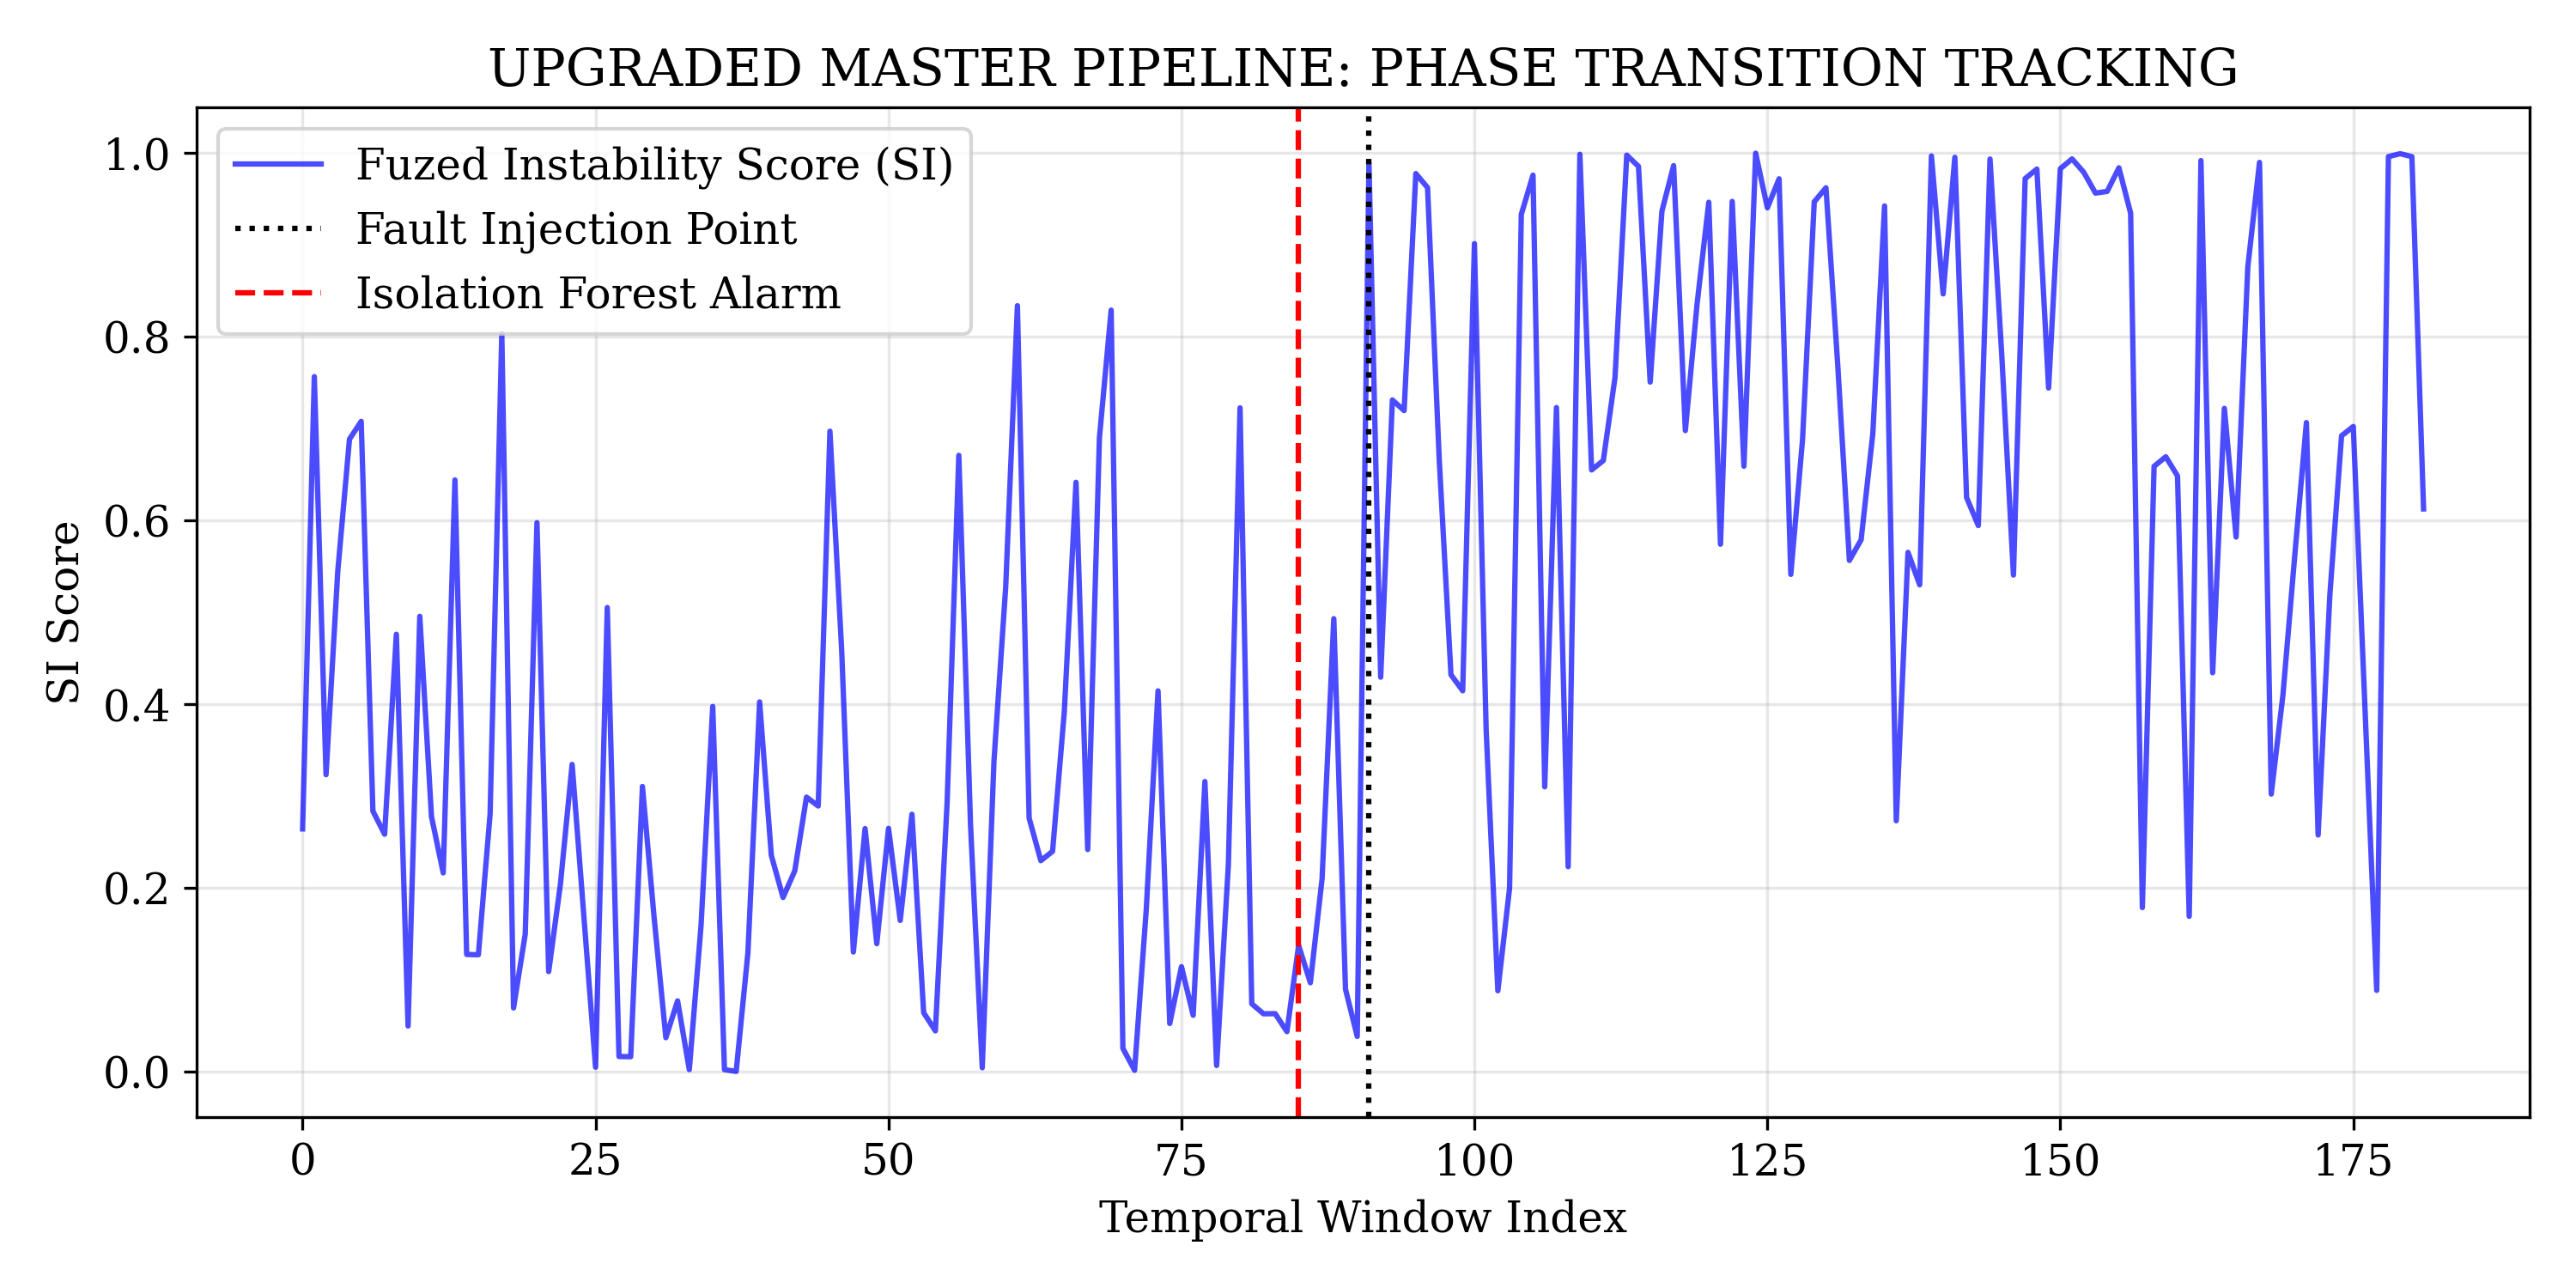 UPGRADED MASTER PIPELINE: PHASE TRANSITION TRACKING
Fuzed Instability Score (SI)
Fault Injection Point
Isolation Forest Alarm
1.0
0.8
0.6
0.4
0.2
0.0
SI Score
0 25 50 75 100 125 150 175
Temporal Window Index